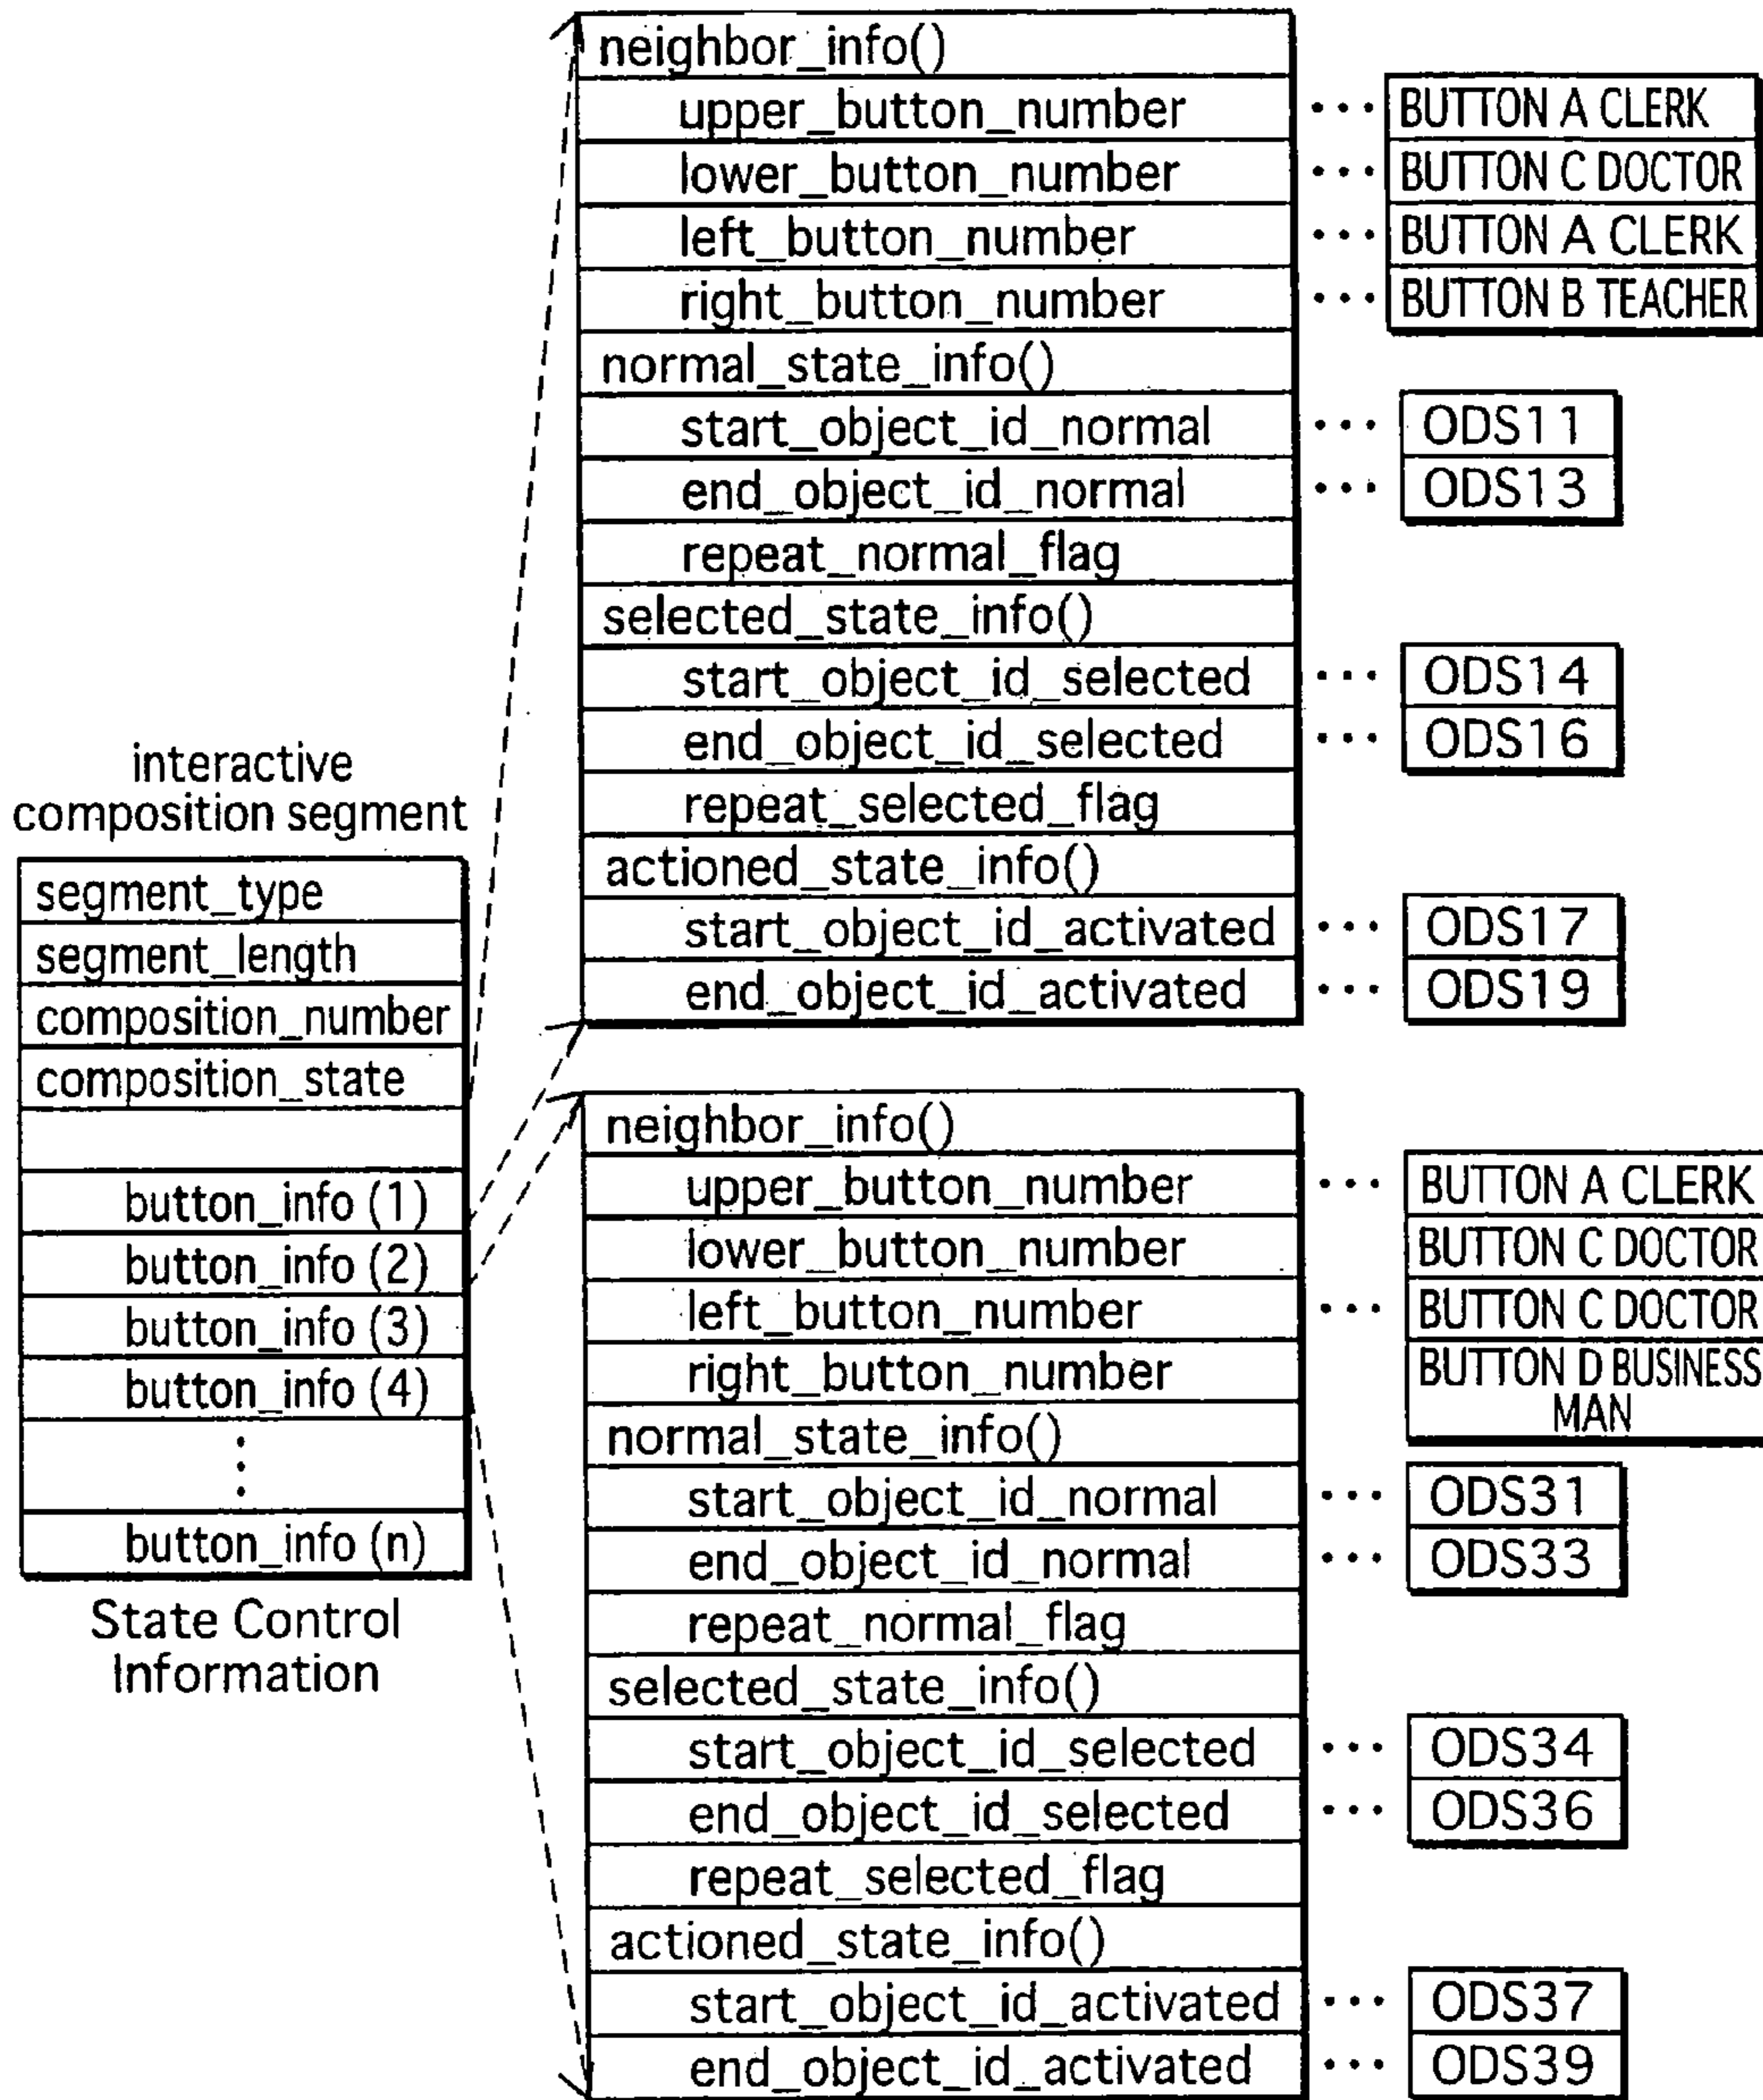 interactive
composition segment
segment_type
segment_length
composition_number
composition_state
button_info (1)
button_info (2)
button_info (3)
button_info (4)
button_info (n)
State Control
Information
neighbor_info()
upper_button_number ... BUTTON A CLERK
lower_button_number ... BUTTON C DOCTOR
left_button_number ... BUTTON A CLERK
right_button_number ... BUTTON B TEACHER
normal_state_info()
start_object_id_normal ... ODS11
end_object_id_normal ... ODS13
repeat_normal_flag
selected_state_info()
start_object_id_selected ... ODS14
end_object_id_selected ... ODS16
repeat_selected_flag
actioned_state_info()
start_object_id_activated ... ODS17
end_object_id_activated ... ODS19
neighbor_info()
upper_button_number ... BUTTON A CLERK
lower_button_number BUTTON C DOCTOR
left_button_number ... BUTTON C DOCTOR
right_button_number BUTTON D BUSINESS
MAN
normal_state_info()
start_object_id_normal ... ODS31
end_object_id_normal ... ODS33
repeat_normal_flag
selected_state_info()
start_object_id_selected ... ODS34
end_object_id_selected ... ODS36
repeat_selected_flag
actioned_state_info()
start_object_id_activated ... ODS37
end_object_id_activated ... ODS39